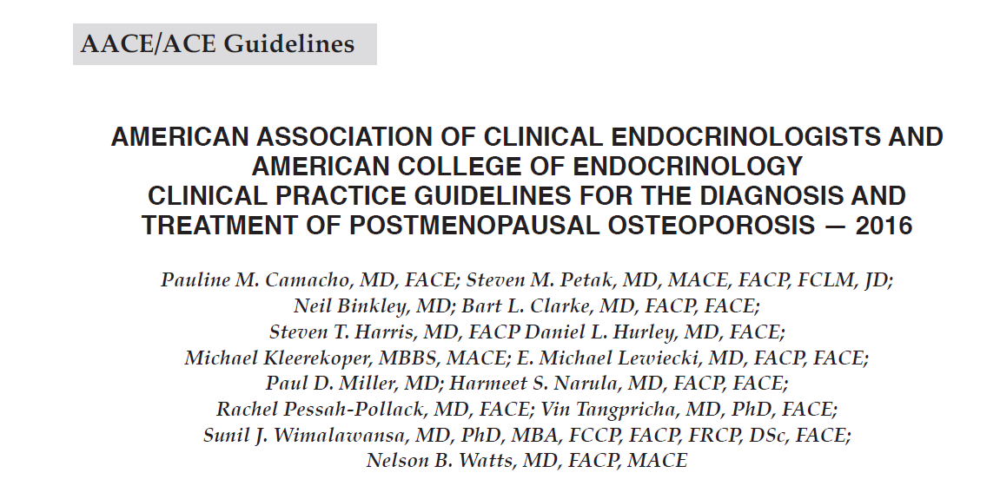 AACE/ACE Guidelines
AMERICAN ASSOCIATION OF CLINICAL ENDOCRINOLOGISTS AND
AMERICAN COLLEGE OF ENDOCRINOLOGY
CLINICAL PRACTICE GUIDELINES FOR THE DIAGNOSIS AND
TREATMENT OF POSTMENOPAUSAL OSTEOPOROSIS — 2016
Pauline M. Camacho, MD, FACE; Steven M. Petak, MD, MACE, FACP, FCLM, JD;
Neil Binkley, MD; Bart L. Clarke, MD, FACP, FACE;
Steven T. Harris, MD, FACP Daniel L. Hurley, MD, FACE;
Michael Kleerekoper, MBBS, MACE; E. Michael Lewiecki, MD, FACP, FACE;
Paul D. Miller, MD; Harmeet S. Narula, MD, FACP, FACE;
Rachel Pessah-Pollack, MD, FACE; Vin Tangpricha, MD, PhD, FACE;
Sunil J. Wimalawansa, MD, PhD, MBA, FCCP, FACP, FRCP, DSc, FACE;
Nelson B. Watts, MD, FACP, MACE